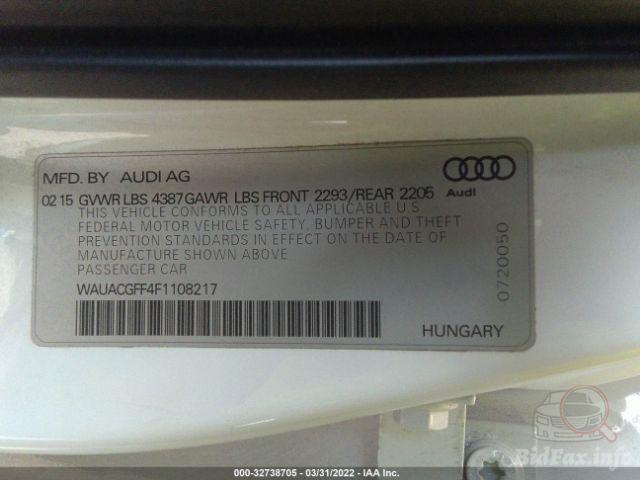 MFD. BY AUDI AG
02 15 GVWR LBS 4387 GAWR LBS FRONT 2293/REAR 2205
Audi
THIS VEHICLE CONFORMS TO ALL APPLICABLE U.S.
FEDERAL MOTOR VEHICLE SAFETY, BUMPER AND THEFT
PREVENTION STANDARDS IN EFFECT ON THE DATE OF
MANUFACTURE SHOWN ABOVE
PASSENGER CAR
0720050
WAUACGFF4F1108217
HUNGARY
BidFax.info
000-32738705 - 03/31/2022 - IAA Inc.